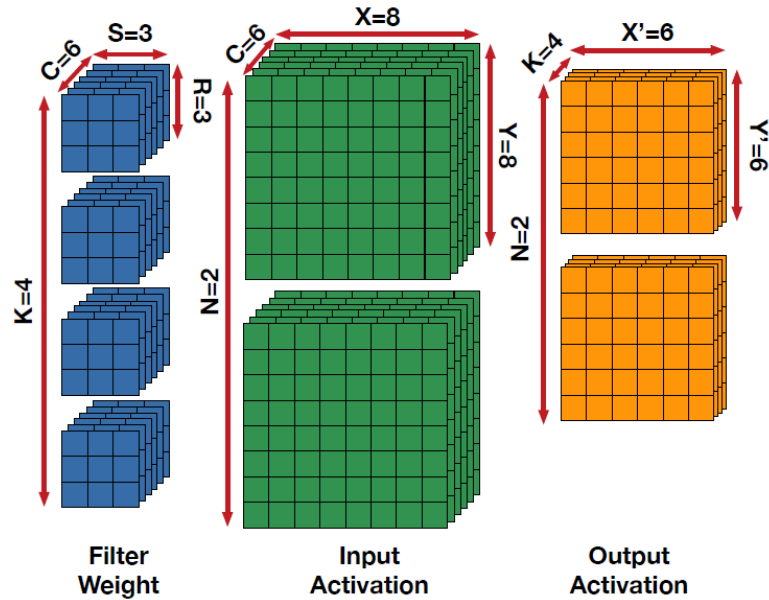 C=6
S=3
R=3
K=4
Filter
Weight
C=6
X=8
Y=8
N=2
Input
Activation
K=4
X'=6
Y'=6
N=2
Output
Activation